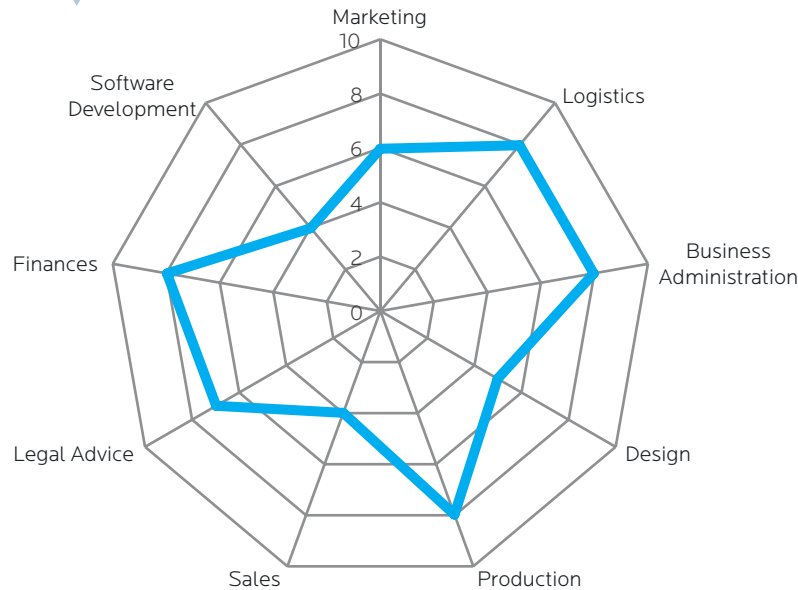 Marketing
10
Software
Development
Logistics
8
6
4
2
0
Finances
Business
Administration
Legal Advice
Design
Sales
Production